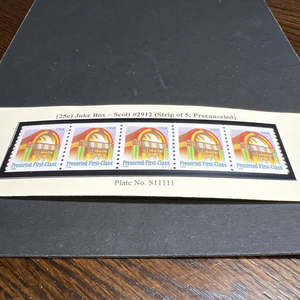 (25¢) Juke Box – Scott #2912 (Strip of 5; Precanceled)
Presorted First-Class Presorted First-Class Presorted First-Class Presorted First-Class Presorted First-Class
Plate No. S11111